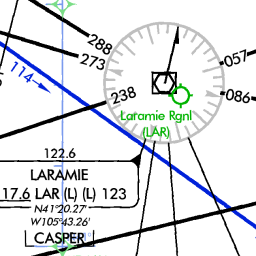 288
273
057
086
114
238
Laramie Rgnl
(LAR)
122.6
LARAMIE
17.6 LAR (L) (L) 123
N41°20.27'
W105°43.26'
CASPER